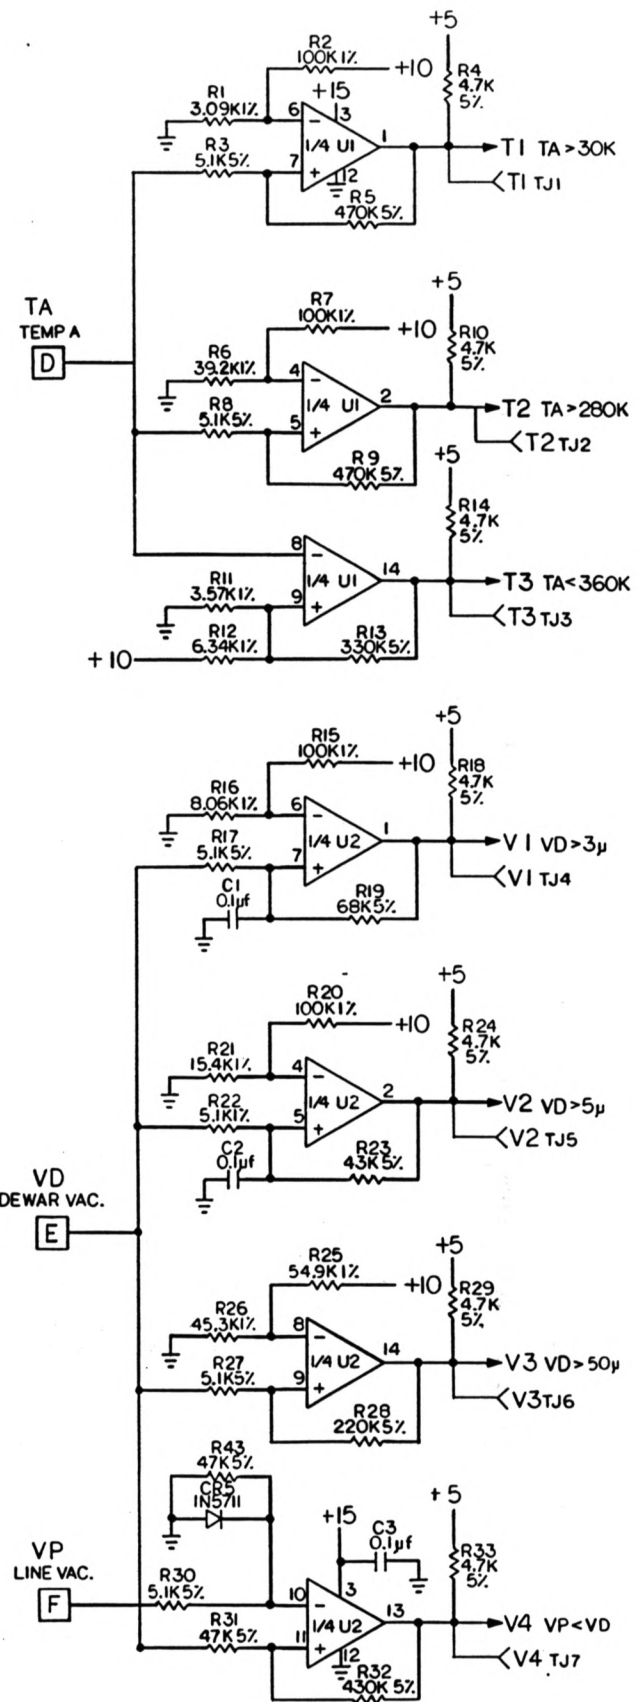 +5
R2
100K1%
+10
R4
4.7K
5%
R1
3.09K1%
+15
6
3
1
1/4 U1
T1 TA>30K
R3
5.1K5%
7
12
T1 TJ1
R5
470K5%
+5
R7
100K1%
+10
TA
TEMP A
D
R10
4.7K
5%
R6
39.2K1%
4
2
1/4 U1
T2 TA>280K
R8
5.1K5%
5
T2 TJ2
R9
470K5%
+5
R14
4.7K
5%
8
14
1/4 U1
T3 TA<360K
R11
3.57K1%
9
T3 TJ3
R12
6.34K1%
R13
330K5%
+10
+5
R15
100K1%
+10
R18
4.7K
5%
R16
8.06K1%
6
1
1/4 U2
V1 VD>3µ
R17
5.1K5%
7
V1 TJ4
C1
0.1µf
R19
68K5%
+5
R20
100K1%
+10
R24
4.7K
5%
R21
15.4K1%
4
2
1/4 U2
V2 VD>5µ
R22
5.1K1%
5
V2 TJ5
C2
0.1µf
R23
43K5%
VD
DEWAR VAC.
E
+5
R25
54.9K1%
+10
R29
4.7K
5%
R26
45.3K1%
8
14
1/4 U2
V3 VD>50µ
R27
5.1K5%
9
V3 TJ6
R28
220K5%
R43
47K5%
CR5
1N5711
+15
+5
C3
0.1µf
R33
4.7K
5%
VP
LINE VAC.
F
R30
5.1K5%
10
3
13
1/4 U2
V4 VP<VD
R31
47K5%
11
12
V4 TJ7
R32
430K5%